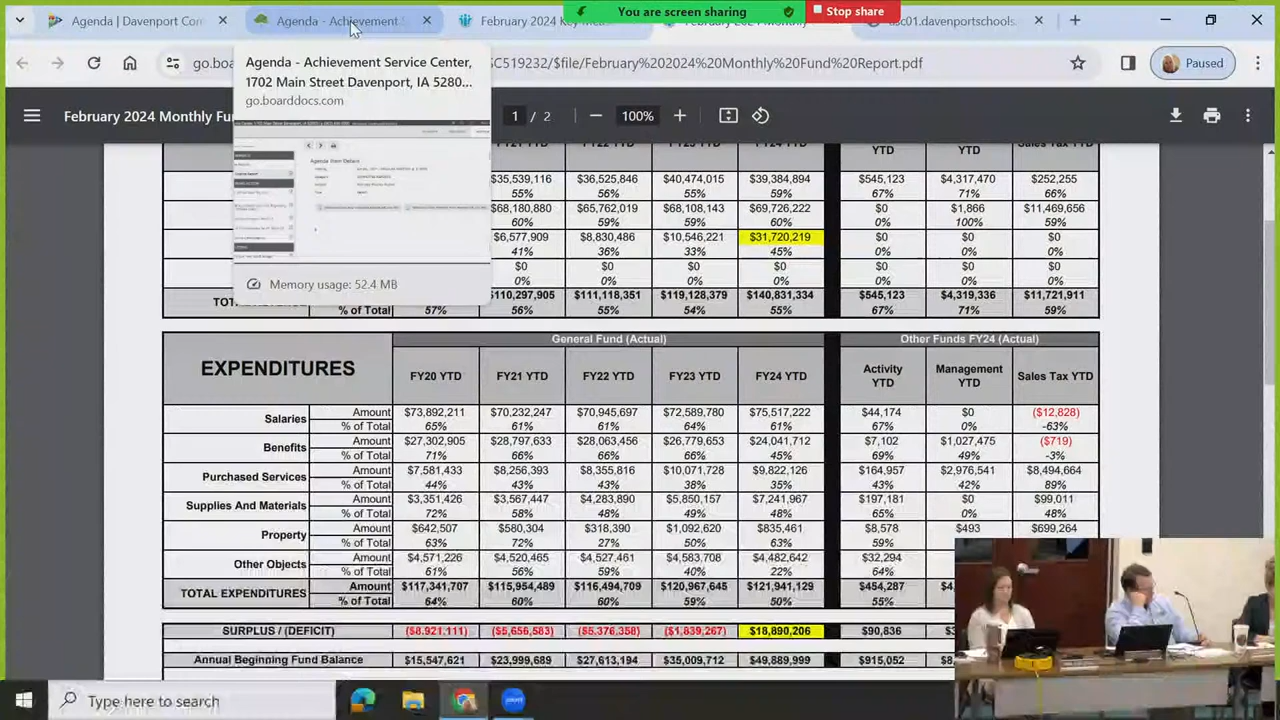 Agenda | Davenport Con
Agenda - Achievement
February 2024 Key Met
You are screen sharing
Stop share
February 2024 Monthly
sc01.davenportschools.
go.boa
SC519232/$file/February%202024%20Monthly%20Fund%20Report.pdf
Paused
Agenda - Achievement Service Center,
1702 Main Street Davenport, IA 5280...
go.boarddocs.com
Agenda Item Details
Memory usage: 52.4 MB
February 2024 Monthly Fu
1 / 2
100%
YTD YTD Sales Tax YTD
$35,539,116 $36,525,846 $40,474,015 $39,384,894 $545,123 $4,317,470 $252,255
55% 56% 55% 59% 67% 71% 66%
$68,180,880 $65,762,019 $68,108,143 $69,726,222 $0 $1,866 $11,469,656
60% 59% 59% 60% 0% 100% 59%
$6,577,909 $8,830,486 $10,546,221 $31,720,219 $0 $0 $0
41% 36% 33% 45% 0% 0% 0%
$0 $0 $0 $0 $0 $0 $0
0% 0% 0% 0% 0% 0% 0%
TOT $110,297,905 $111,118,351 $119,128,379 $140,831,334 $545,123 $4,319,336 $11,721,911
% of Total 57% 56% 55% 54% 55% 67% 71% 59%
EXPENDITURES
General Fund (Actual) Other Funds FY24 (Actual)
FY20 YTD FY21 YTD FY22 YTD FY23 YTD FY24 YTD Activity YTD Management YTD Sales Tax YTD
Salaries Amount $73,892,211 $70,232,247 $70,945,697 $72,589,780 $75,517,222 $44,174 $0 ($12,828)
% of Total 65% 61% 61% 64% 61% 67% 0% -63%
Benefits Amount $27,302,905 $28,797,633 $28,063,456 $26,779,653 $24,041,712 $7,102 $1,027,475 ($719)
% of Total 71% 66% 66% 66% 45% 69% 49% -3%
Purchased Services Amount $7,581,433 $8,256,393 $8,355,816 $10,071,728 $9,822,126 $164,957 $2,976,541 $8,494,664
% of Total 44% 43% 43% 38% 35% 43% 42% 89%
Supplies And Materials Amount $3,351,426 $3,567,447 $4,283,890 $5,850,157 $7,241,967 $197,181 $0 $99,011
% of Total 72% 58% 48% 49% 48% 65% 0% 48%
Property Amount $642,507 $580,304 $318,390 $1,092,620 $835,461 $8,578 $493 $699,264
% of Total 63% 72% 27% 50% 63% 59%
Other Objects Amount $4,571,226 $4,520,465 $4,527,461 $4,583,708 $4,482,642 $32,294
% of Total 61% 56% 59% 40% 22% 64%
TOTAL EXPENDITURES Amount $117,341,707 $115,954,489 $116,494,709 $120,967,645 $121,941,129 $454,287 $4
% of Total 64% 60% 60% 59% 50% 55%
SURPLUS / (DEFICIT) ($8,921,111) ($5,656,583) ($5,376,358) ($1,839,267) $18,890,206 $90,836 $3
Annual Beginning Fund Balance $15,547,621 $23,999,689 $27,613,194 $35,009,712 $49,889,999 $915,052 $8,
Type here to search